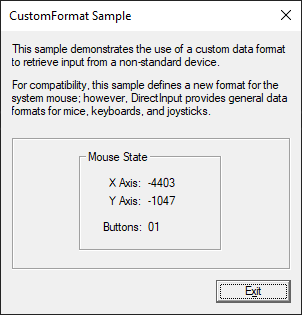 CustomFormat Sample
This sample demonstrates the use of a custom data format
to retrieve input from a non-standard device.
For compatibility, this sample defines a new format for the
system mouse; however, DirectInput provides general data
formats for mice, keyboards, and joysticks.
Mouse State
X Axis: -4403
Y Axis: -1047
Buttons: 01
Exit